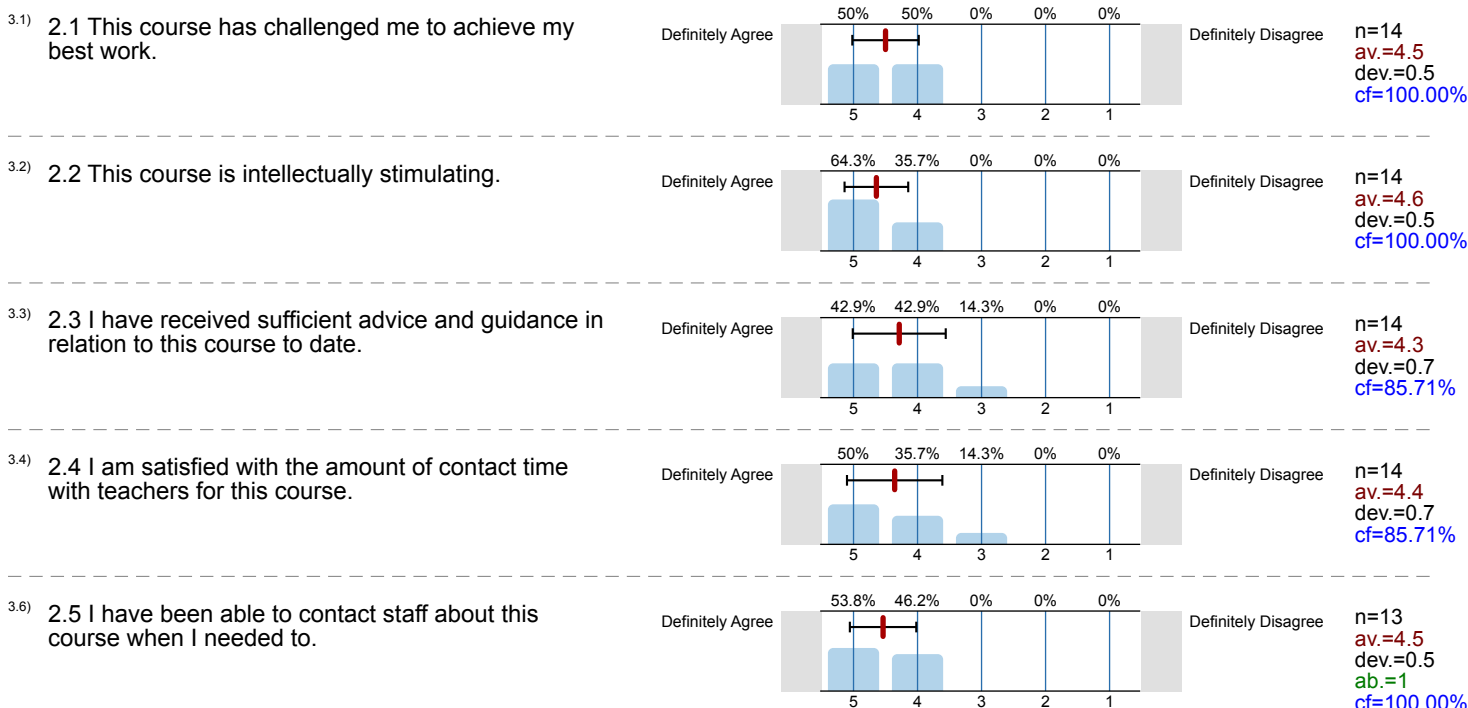 3.1) 2.1 This course has challenged me to achieve my
best work.
Definitely Agree
50% 50% 0% 0% 0%
5 4 3 2 1
Definitely Disagree
n=14
av.=4.5
dev.=0.5
cf=100.00%
3.2) 2.2 This course is intellectually stimulating.
Definitely Agree
64.3% 35.7% 0% 0% 0%
5 4 3 2 1
Definitely Disagree
n=14
av.=4.6
dev.=0.5
cf=100.00%
3.3) 2.3 I have received sufficient advice and guidance in
relation to this course to date.
Definitely Agree
42.9% 42.9% 14.3% 0% 0%
5 4 3 2 1
Definitely Disagree
n=14
av.=4.3
dev.=0.7
cf=85.71%
3.4) 2.4 I am satisfied with the amount of contact time
with teachers for this course.
Definitely Agree
50% 35.7% 14.3% 0% 0%
5 4 3 2 1
Definitely Disagree
n=14
av.=4.4
dev.=0.7
cf=85.71%
3.6) 2.5 I have been able to contact staff about this
course when I needed to.
Definitely Agree
53.8% 46.2% 0% 0% 0%
5 4 3 2 1
Definitely Disagree
n=13
av.=4.5
dev.=0.5
ab.=1
cf=100.00%